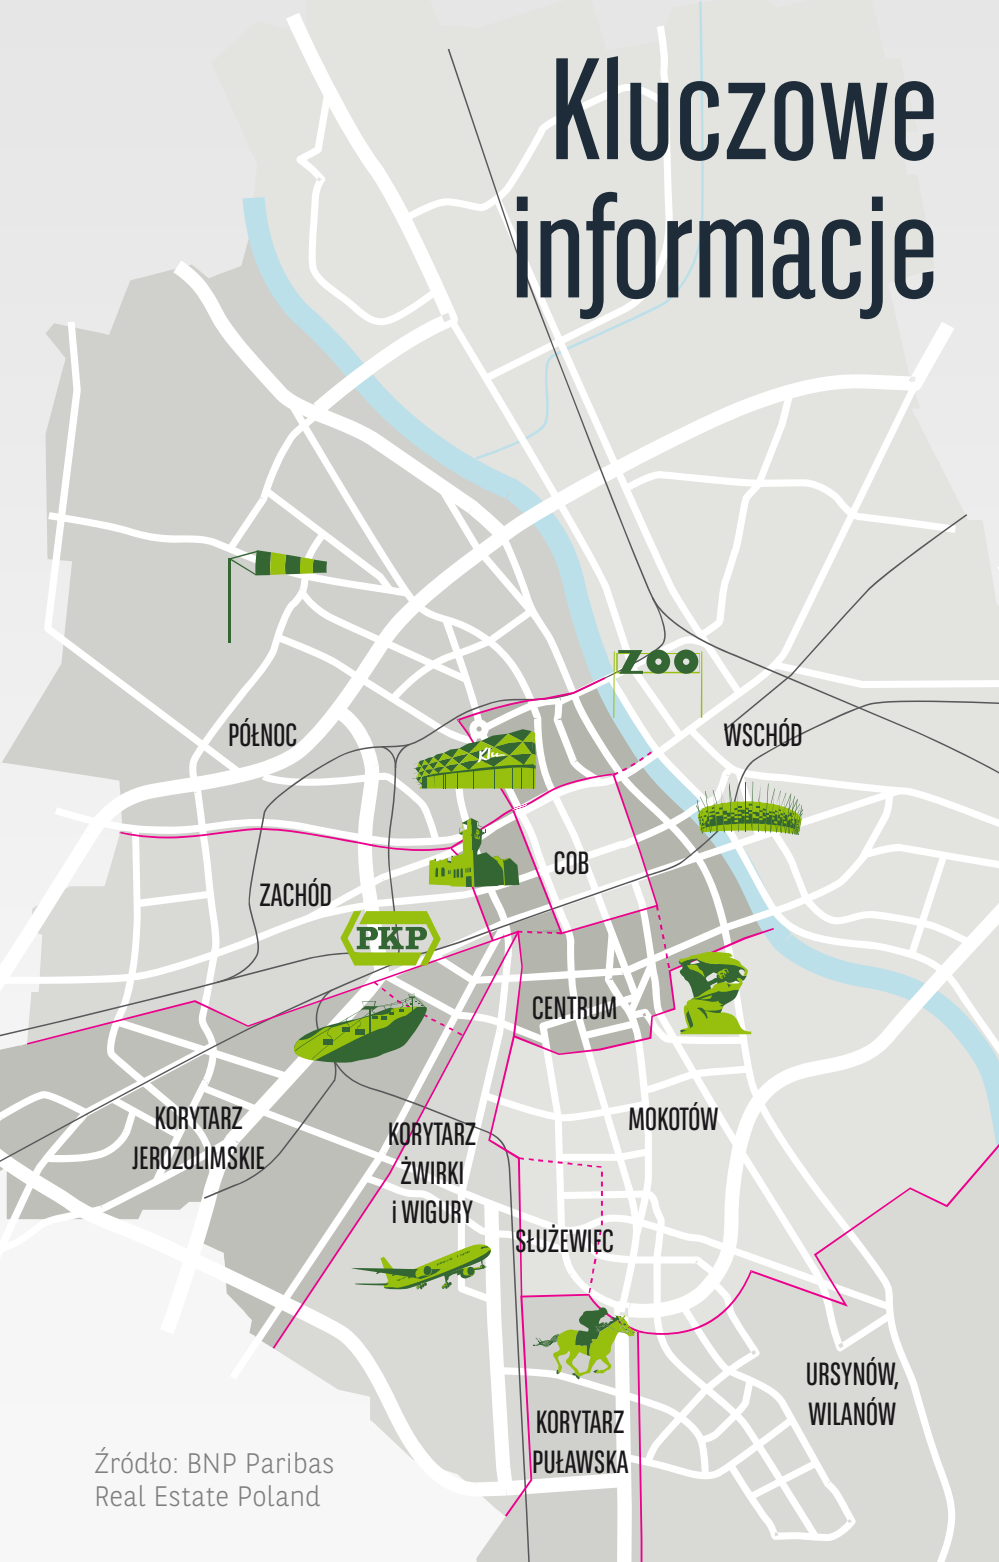 Kluczowe
informacje
ZOO
PÓŁNOC
WSCHÓD
COB
ZACHÓD
PKP
CENTRUM
KORYTARZ
JEROZOLIMSKIE
MOKOTÓW
KORYTARZ
ŻWIRKI
i WIGURY
SŁUŻEWIEC
URSYNÓW,
WILANÓW
KORYTARZ
PUŁAWSKA
Źródło: BNP Paribas
Real Estate Poland